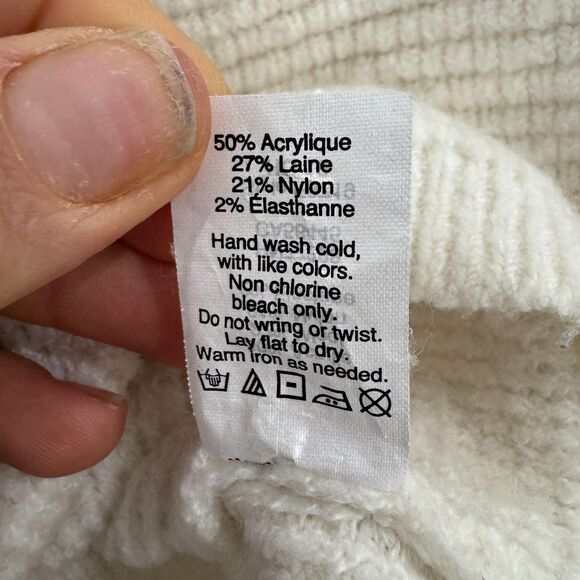 50% Acrylique
27% Laine
21% Nylon
2% Élasthanne
Hand wash cold,
with like colors.
Non chlorine
bleach only.
Do not wring or twist.
Lay flat to dry.
Warm iron as needed.